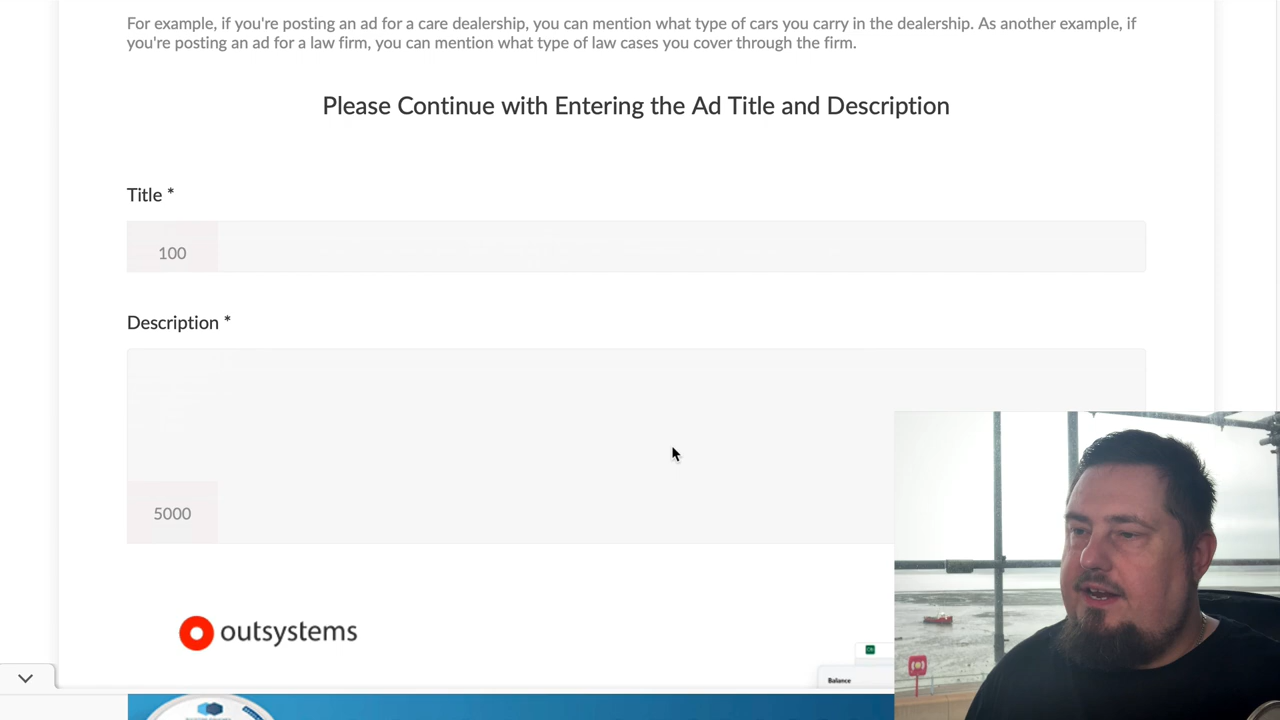 For example, if you're posting an ad for a care dealership, you can mention what type of cars you carry in the dealership. As another example, if
you're posting an ad for a law firm, you can mention what type of law cases you cover through the firm.
Please Continue with Entering the Ad Title and Description
Title *
100
Description *
5000
outsystems
Balance